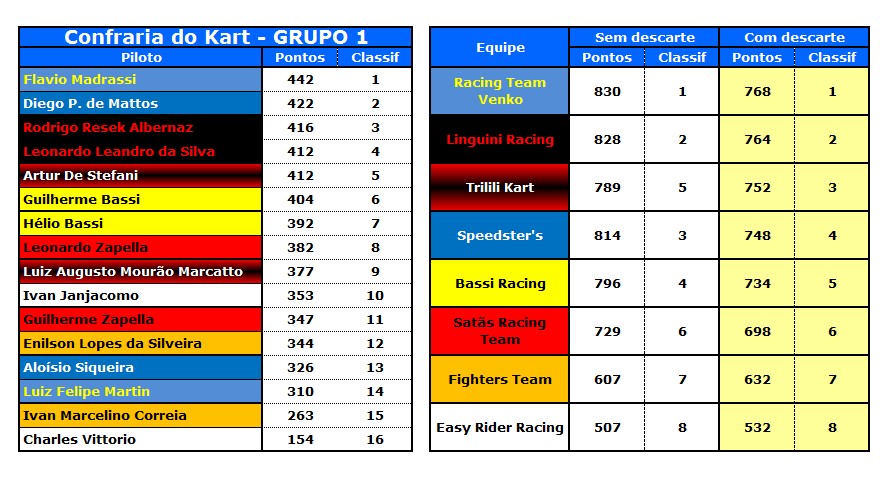 Confraria do Kart - GRUPO 1
Piloto Pontos Classif
Flavio Madrassi 442 1
Diego P. de Mattos 422 2
Rodrigo Resek Albernaz 416 3
Leonardo Leandro da Silva 412 4
Artur De Stefani 412 5
Guilherme Bassi 404 6
Hélio Bassi 392 7
Leonardo Zapella 382 8
Luiz Augusto Mourão Marcatto 377 9
Ivan Janjacomo 353 10
Guilherme Zapella 347 11
Enilson Lopes da Silveira 344 12
Aloísio Siqueira 326 13
Luiz Felipe Martin 310 14
Ivan Marcelino Correia 263 15
Charles Vittorio 154 16
Equipe
Sem descarte Com descarte
Pontos Classif Pontos Classif
Racing Team
Venko
830 1 768 1
Linguini Racing 828 2 764 2
Trilili Kart 789 5 752 3
Speedster's 814 3 748 4
Bassi Racing 796 4 734 5
Satãs Racing
Team
729 6 698 6
Fighters Team 607 7 632 7
Easy Rider Racing 507 8 532 8